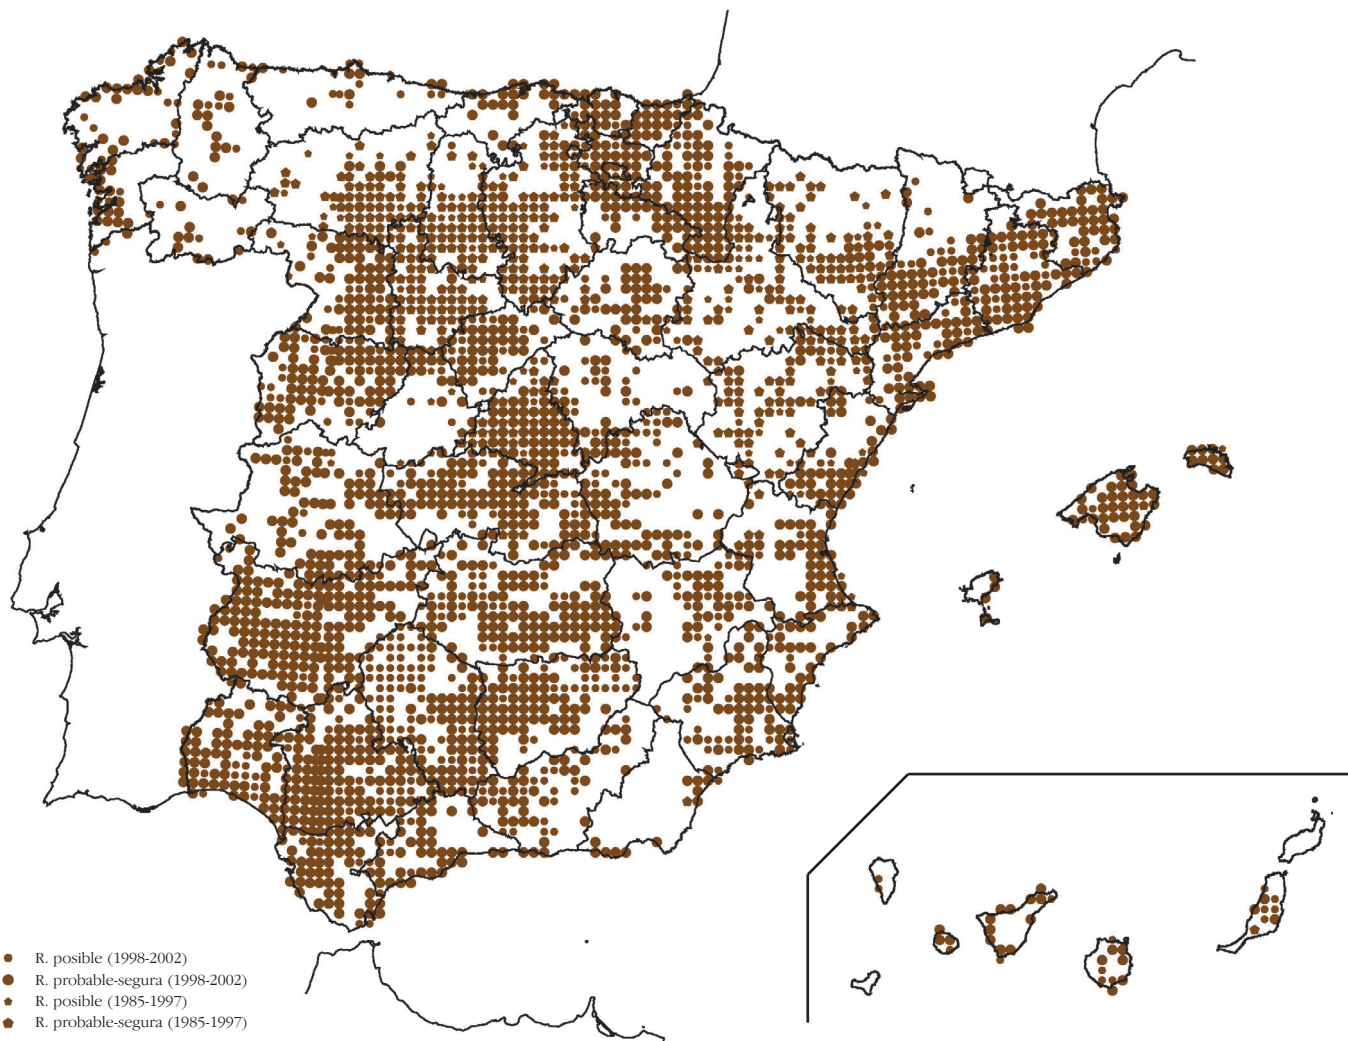 R. posible (1998-2002)
R. probable-segura (1998-2002)
R. posible (1985-1997)
R. probable-segura (1985-1997)